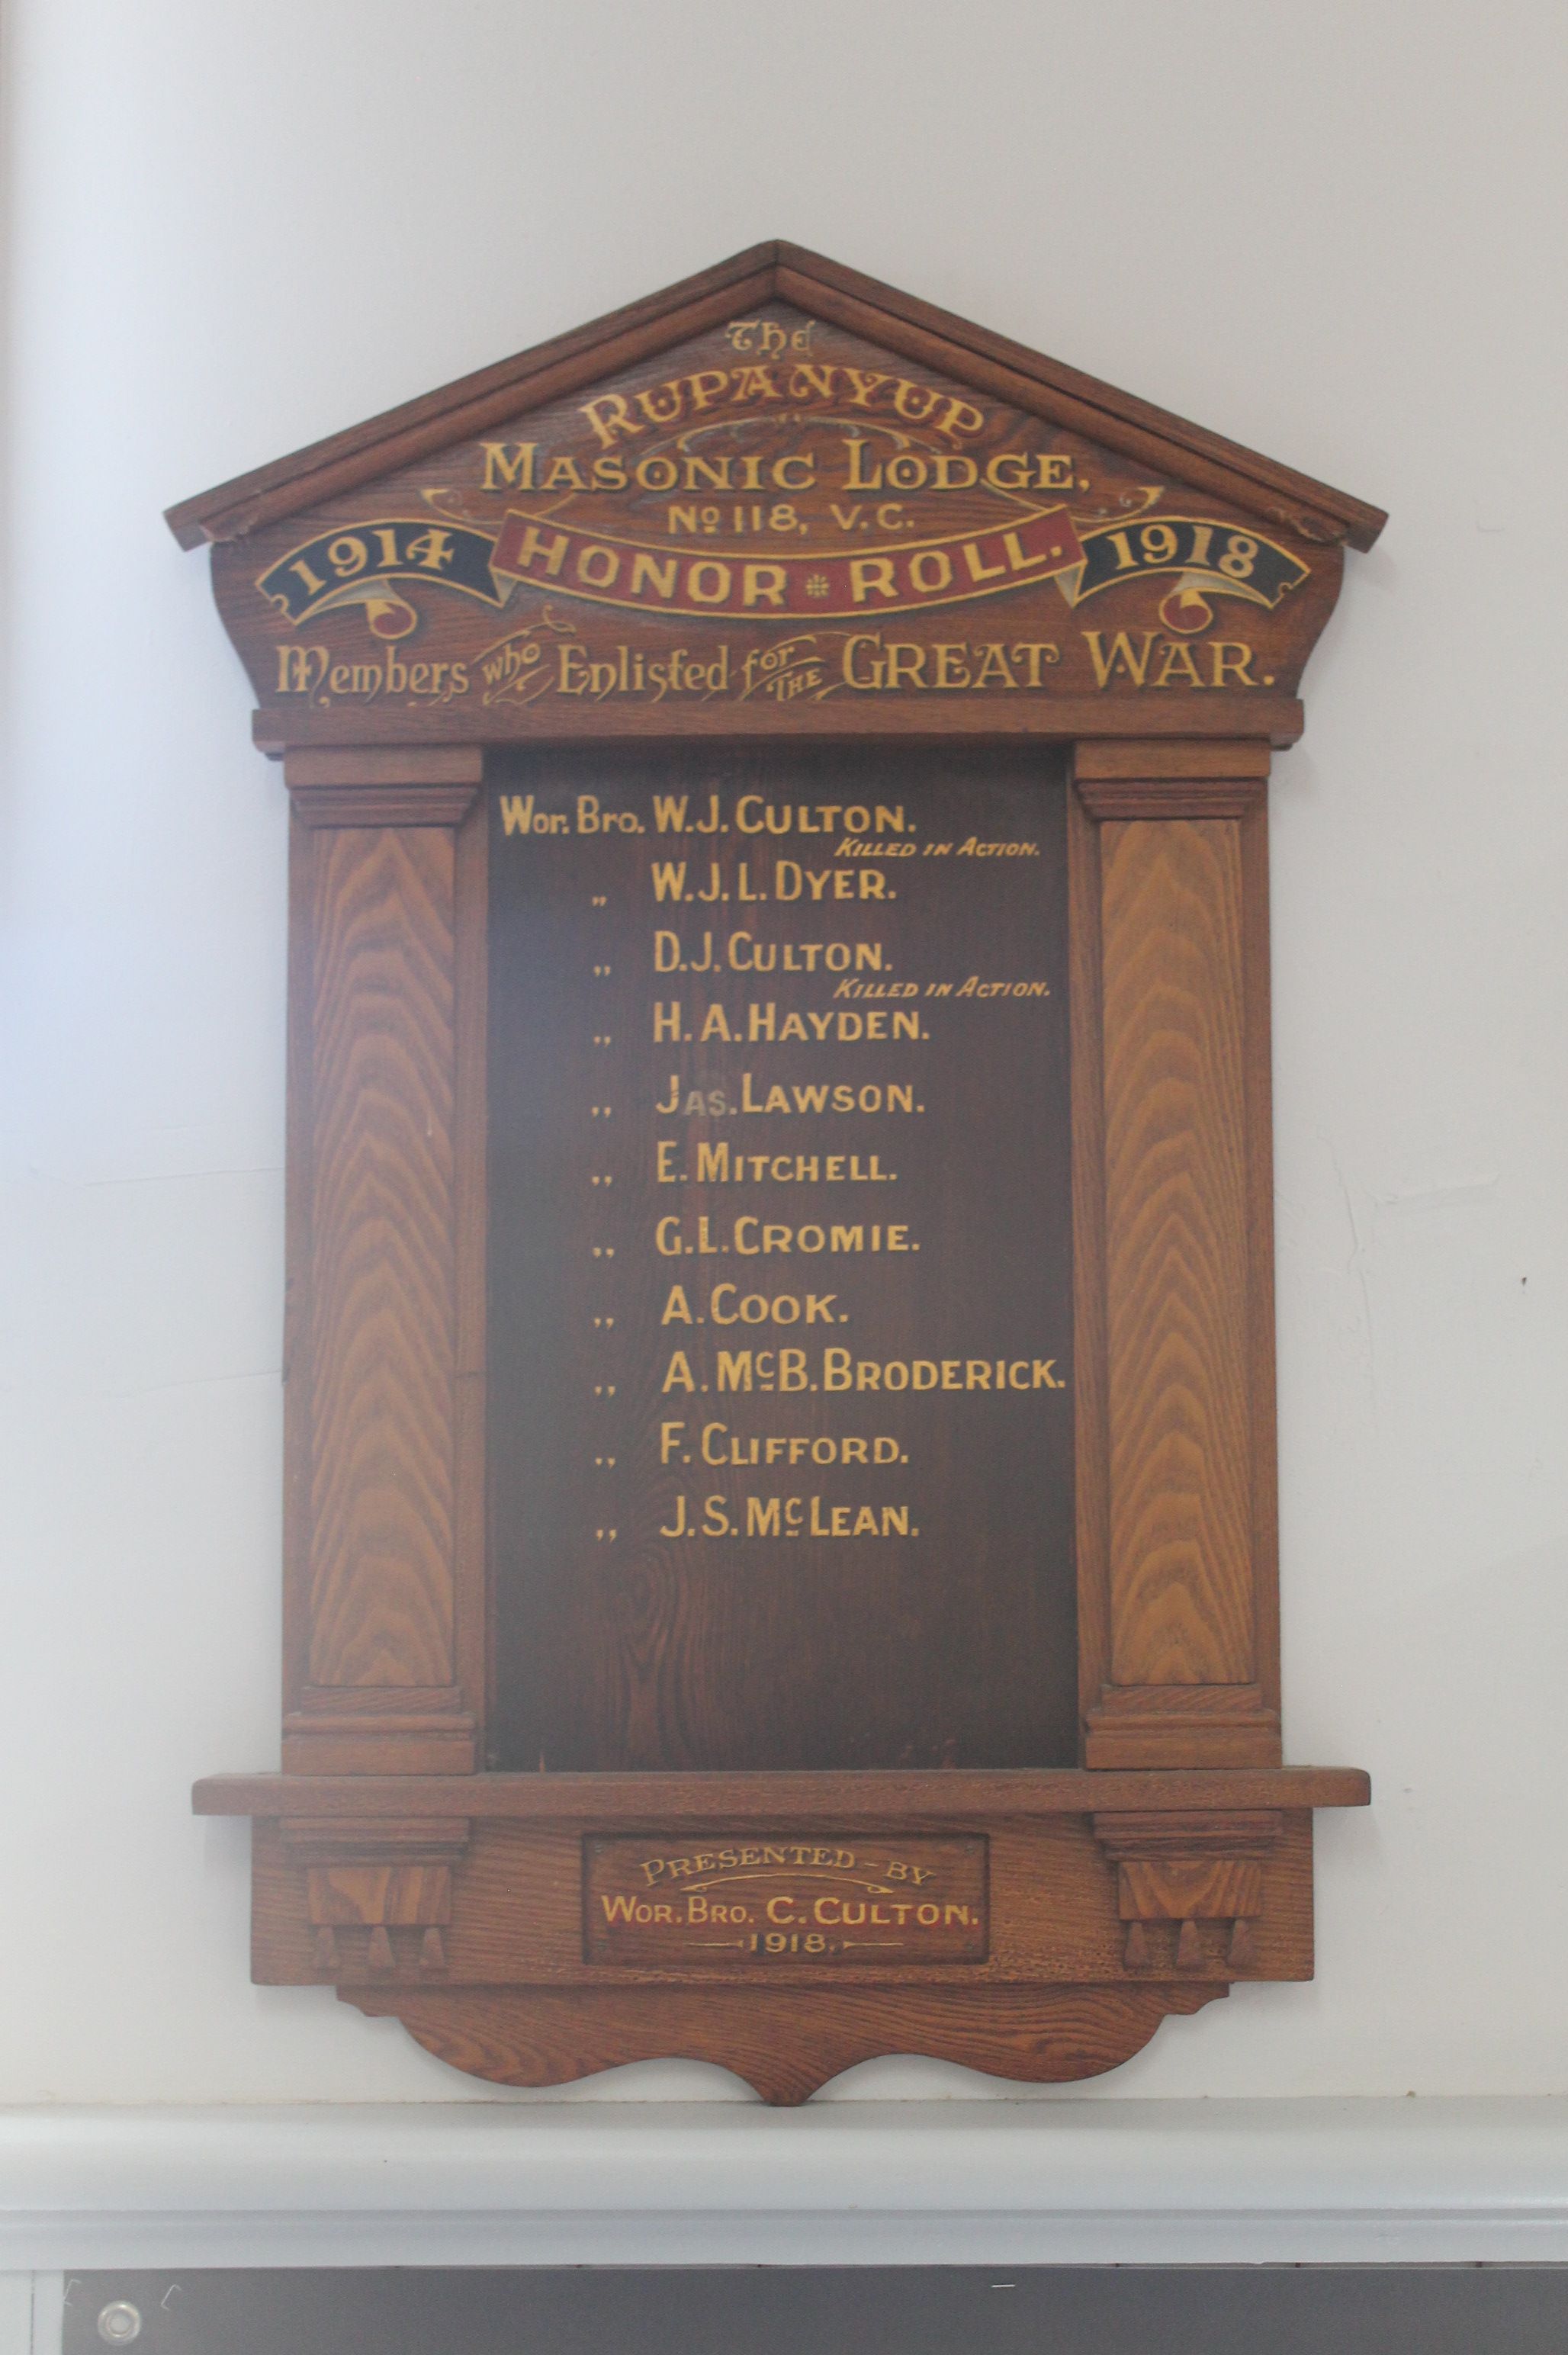 The
RUPANYUP
MASONIC LODGE,
No 118, V.C.
1914 HONOR ROLL. 1918
Members who Enlisted for THE GREAT WAR.
Wor. Bro. W.J. CULTON.
KILLED IN ACTION.
„ W.J.L. DYER.
„ D.J. CULTON.
KILLED IN ACTION.
„ H.A. HAYDEN.
„ JAS. LAWSON.
„ E. MITCHELL.
„ G.L. CROMIE.
„ A. COOK.
„ A. McB. BRODERICK.
„ F. CLIFFORD.
„ J.S. McLEAN.
PRESENTED - BY
WOR. BRO. C. CULTON.
1918.